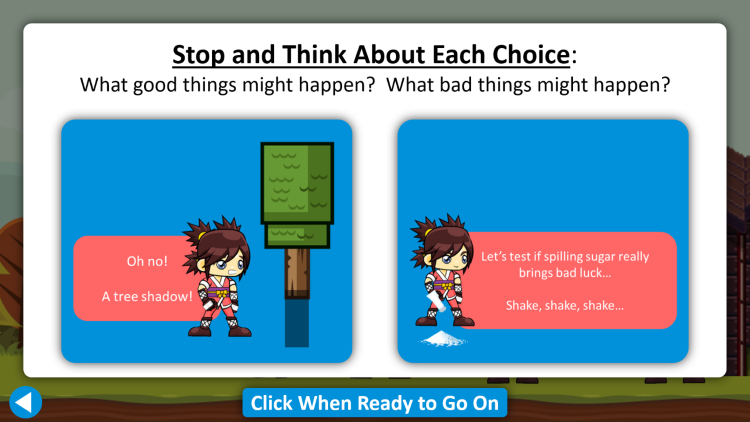 Stop and Think About Each Choice:
What good things might happen?  What bad things might happen?
Oh no!
A tree shadow!
Let’s test if spilling sugar really
brings bad luck…
Shake, shake, shake…
Click When Ready to Go On